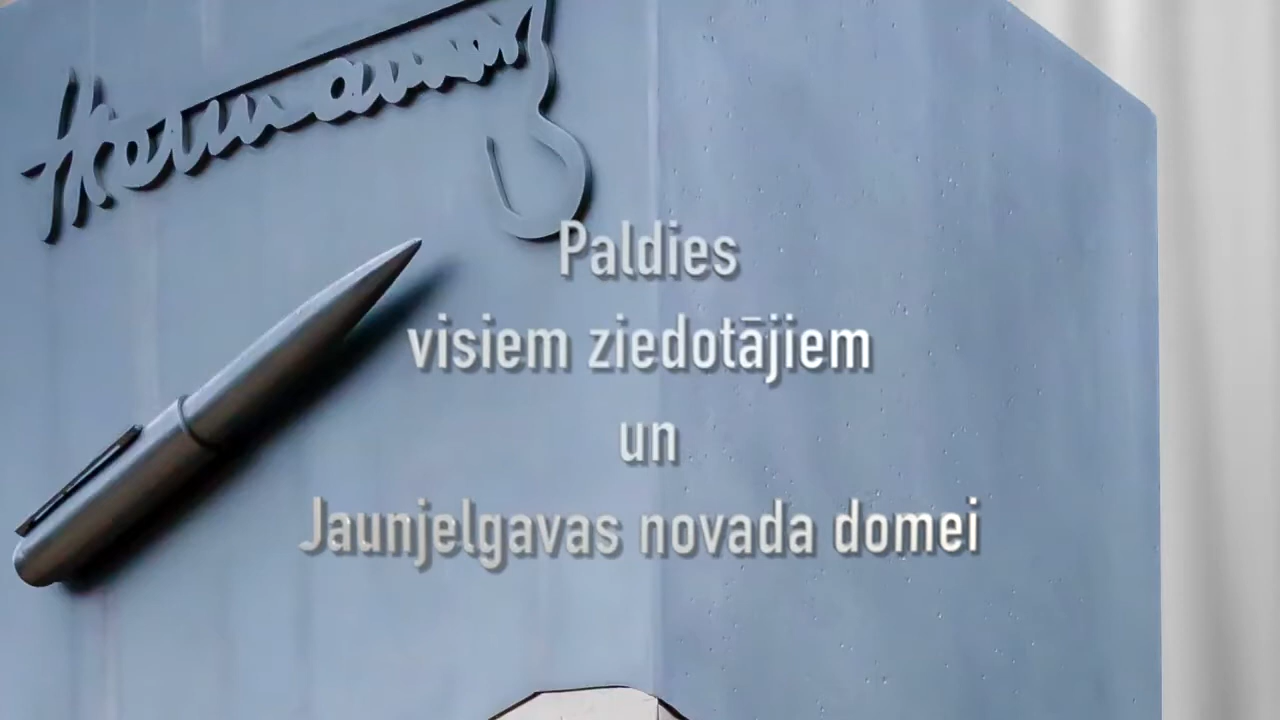 Paldies
visiem ziedotājiem
un
Jaunjelgavas novada domei